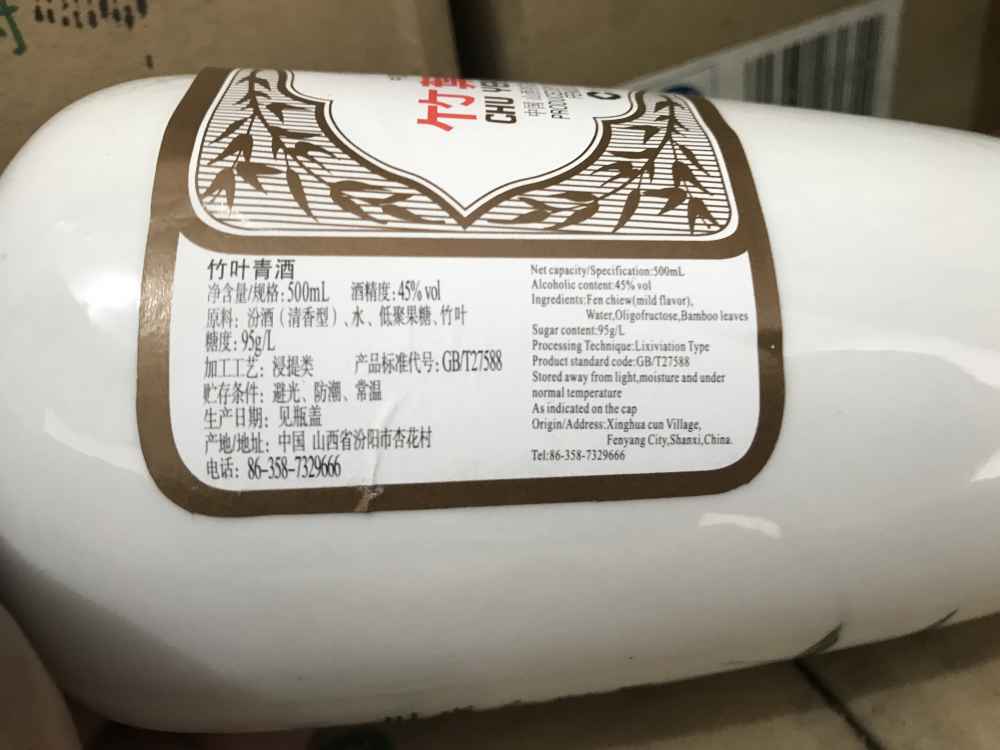 CHU
竹叶青酒
净含量/规格: 500mL 酒精度: 45% vol
原料: 汾酒（清香型）、水、低聚果糖、竹叶
糖度: 95g/L
加工工艺: 浸提类 产品标准代号: GB/T27588
贮存条件: 避光、防潮、常温
生产日期: 见瓶盖
产地/地址: 中国 山西省汾阳市杏花村
电话: 86-358-7329666
Net capacity/Specification:500mL
Alcoholic content:45% vol
Ingredients:Fen chiew(mild flavor),
Water,Oligofructose,Bamboo leaves
Sugar content:95g/L
Processing Technique:Lixiviation Type
Product standard code:GB/T27588
Stored away from light,moisture and under
normal temperature
As indicated on the cap
Origin/Address:Xinghua cun Village,
Fenyang City,Shanxi,China.
Tel:86-358-7329666